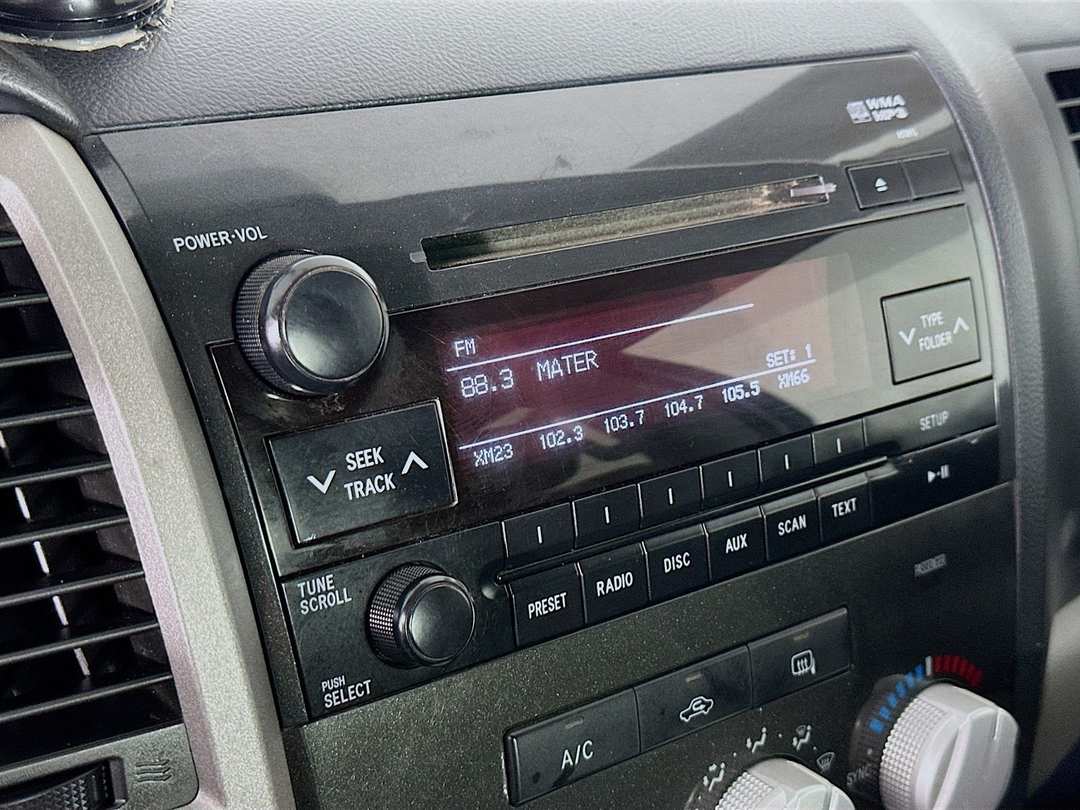 WMA
MP3
POWER·VOL
TYPE
FOLDER
FM
88.3 MATER
SET: 1
XM23 102.3 103.7 104.7 105.5 XM66
SEEK
TRACK
SETUP
PRESET RADIO DISC AUX SCAN TEXT
TUNE
SCROLL
PUSH
SELECT
A/C